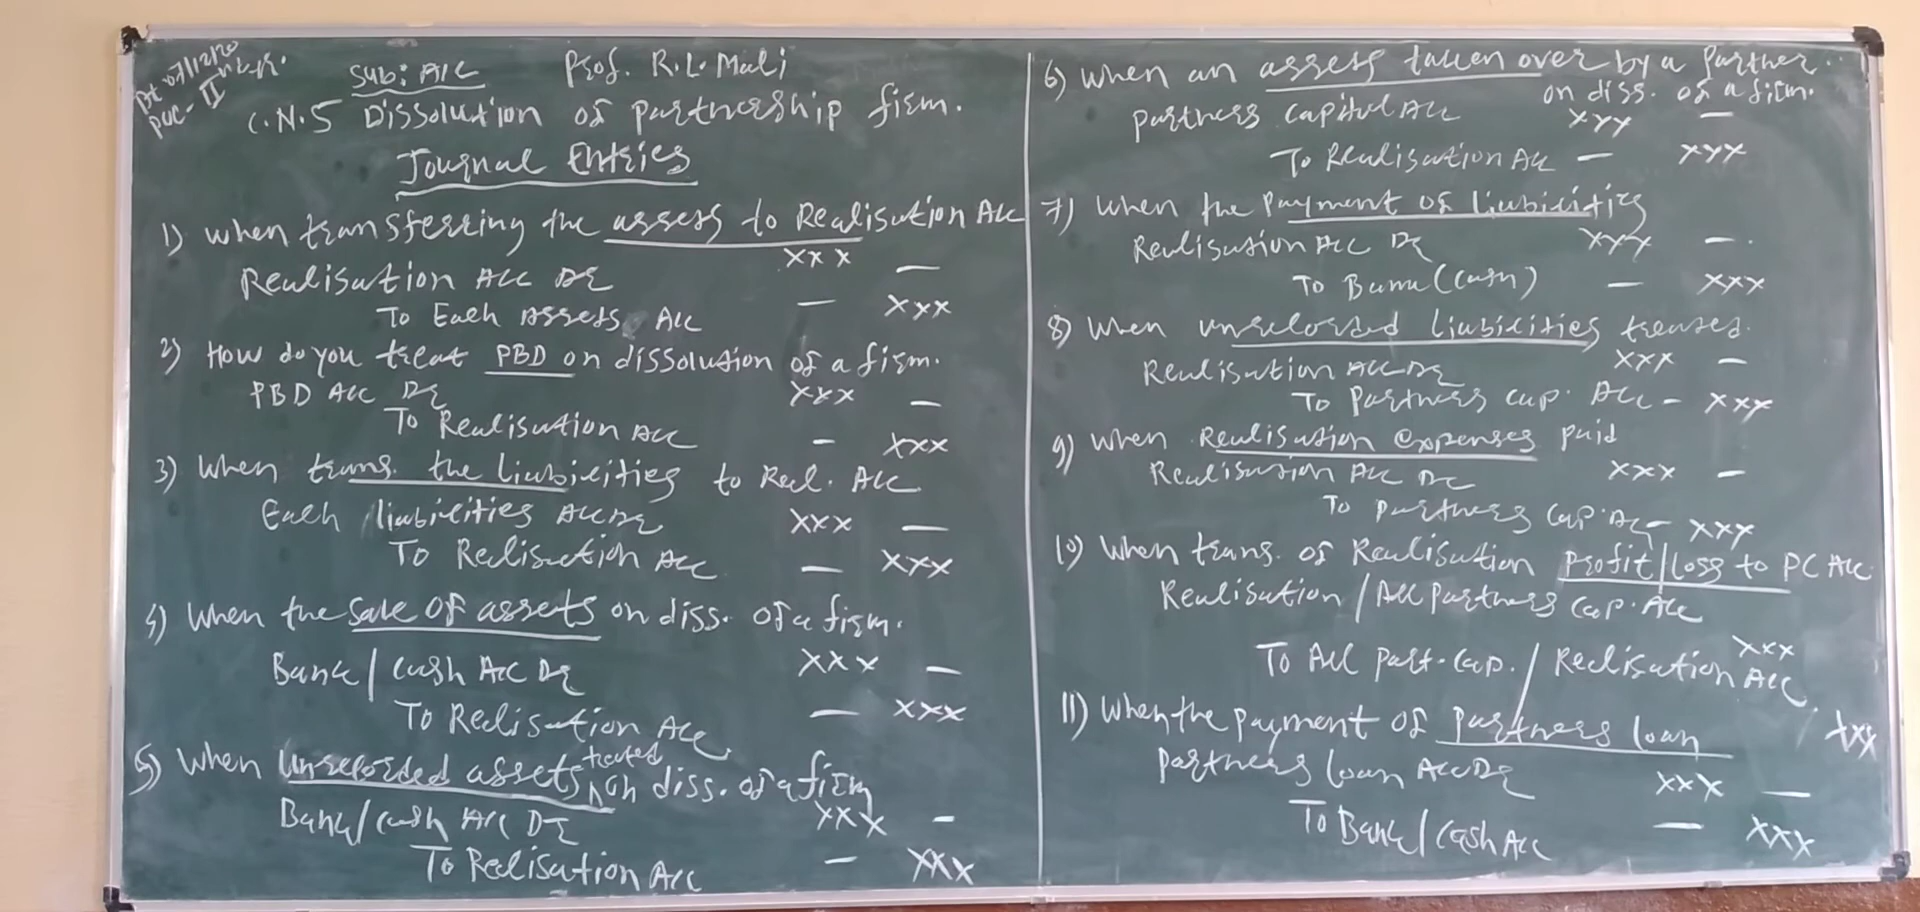 Dt 07/12/20
PUC-II
Sub: A/C Prof. R.L. Mali
C.N.5 Dissolution of partnership firm.
Journal Entries
1) When transferring the assets to Realisation A/c
Realisation A/c Dr xxx —
To Each Assets A/c — xxx
2) How do you treat PBD on dissolution of a firm.
PBD A/c Dr xxx —
To Realisation A/c — xxx
3) When trans. the liabilities to Real. A/c
Each liabilities A/c Dr xxx —
To Realisation A/c — xxx
4) When the sale of assets on diss. of a firm.
Bank/Cash A/c Dr xxx —
To Realisation A/c — xxx
5) When Unrecorded assets treated on diss. of a firm
Bank/Cash A/c Dr xxx —
To Realisation A/c — xxx
6) When an assets taken over by a Partner
on diss. of a firm.
Partners Capital A/c xxx —
To Realisation A/c — xxx
7) When the Payment of liabilities
Realisation A/c Dr xxx —
To Bank (Cash) — xxx
8) When unrecorded liabilities treated.
Realisation A/c Dr xxx —
To Partners cap. A/c — xxx
9) When Realisation expenses paid
Realisation A/c Dr xxx —
To Partners Cap. A/c — xxx
10) When trans. of Realisation Profit/loss to PC A/c
Realisation / All Partners Cap. A/c
xxx
To All Part. Cap. / Realisation A/c
xxx
11) When the payment of Partners loan
Partners loan A/c Dr xxx —
To Bank/Cash A/c — xxx